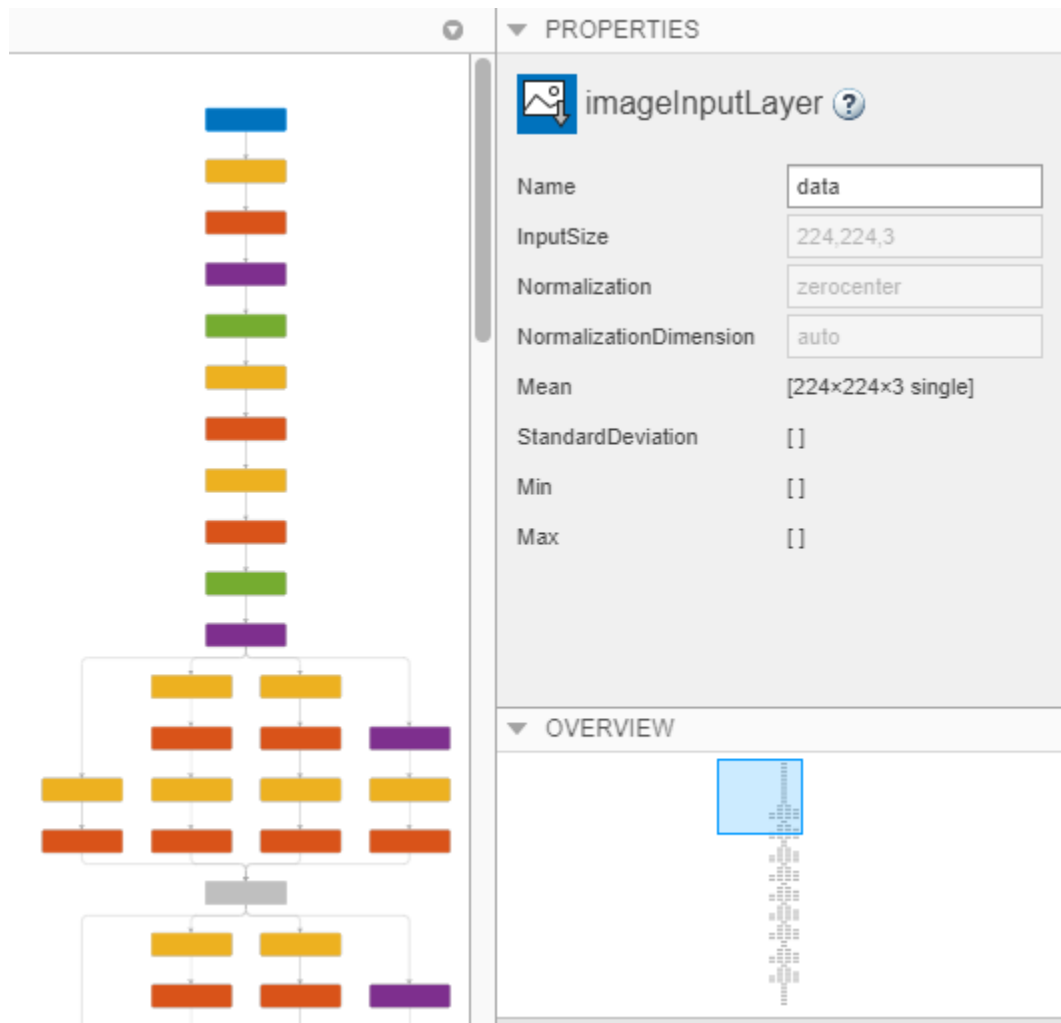 PROPERTIES
imageInputLayer ?
Name data
InputSize 224,224,3
Normalization zerocenter
NormalizationDimension auto
Mean [224×224×3 single]
StandardDeviation [ ]
Min [ ]
Max [ ]
OVERVIEW